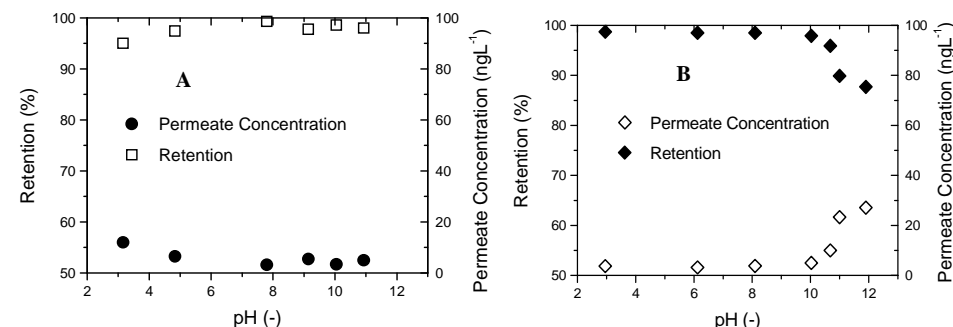 100
90
80
70
60
50
Retention (%)
A
Permeate Concentration
Retention
100
80
60
40
20
0
Permeate Concentration (ngL-1)
2 4 6 8 10 12
pH (-)
100
90
80
70
60
50
Retention (%)
B
Permeate Concentration
Retention
100
80
60
40
20
0
Permeate Concentration (ngL-1)
2 4 6 8 10 12
pH (-)